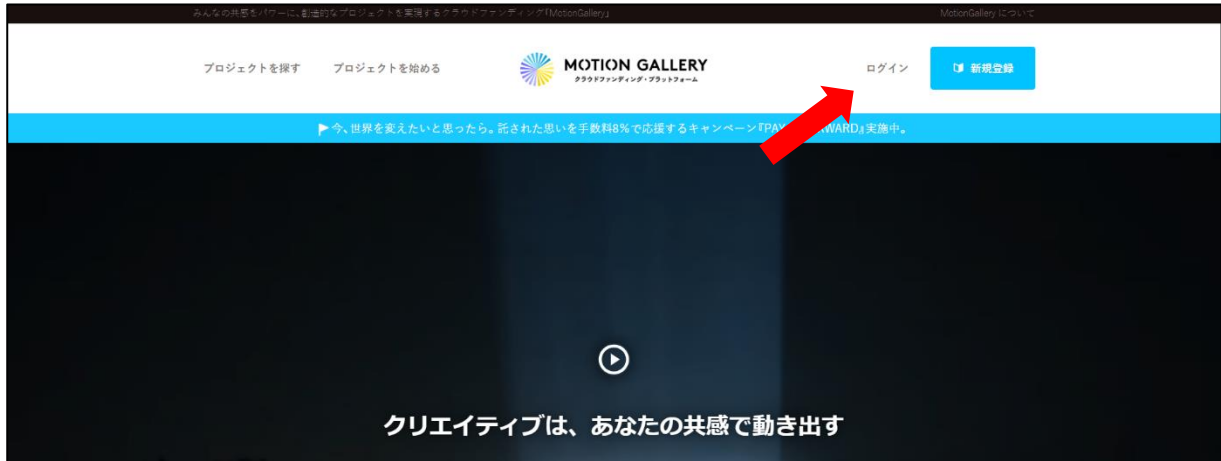 みんなの共感をパワーに、創造的なプロジェクトを実現するクラウドファンディング『MotionGallery』
MotionGallery について
プロジェクトを探す
プロジェクトを始める
MOTION GALLERY
クラウドファンディング・プラットフォーム
ログイン
新規登録
今、世界を変えたいと思ったら。託された思いを手数料8%で応援するキャンペーン『PAY WARD』実施中。
クリエイティブは、あなたの共感で動き出す